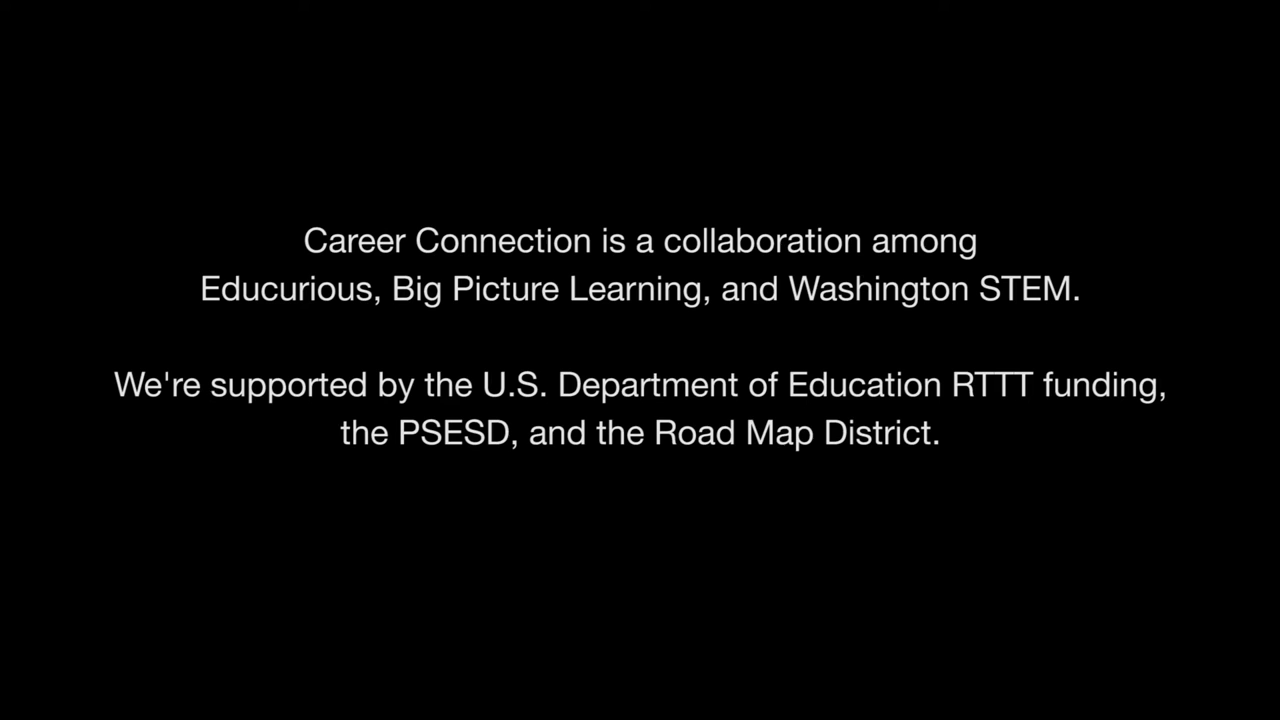 Career Connection is a collaboration among
Educurious, Big Picture Learning, and Washington STEM.
We're supported by the U.S. Department of Education RTTT funding,
the PSESD, and the Road Map District.